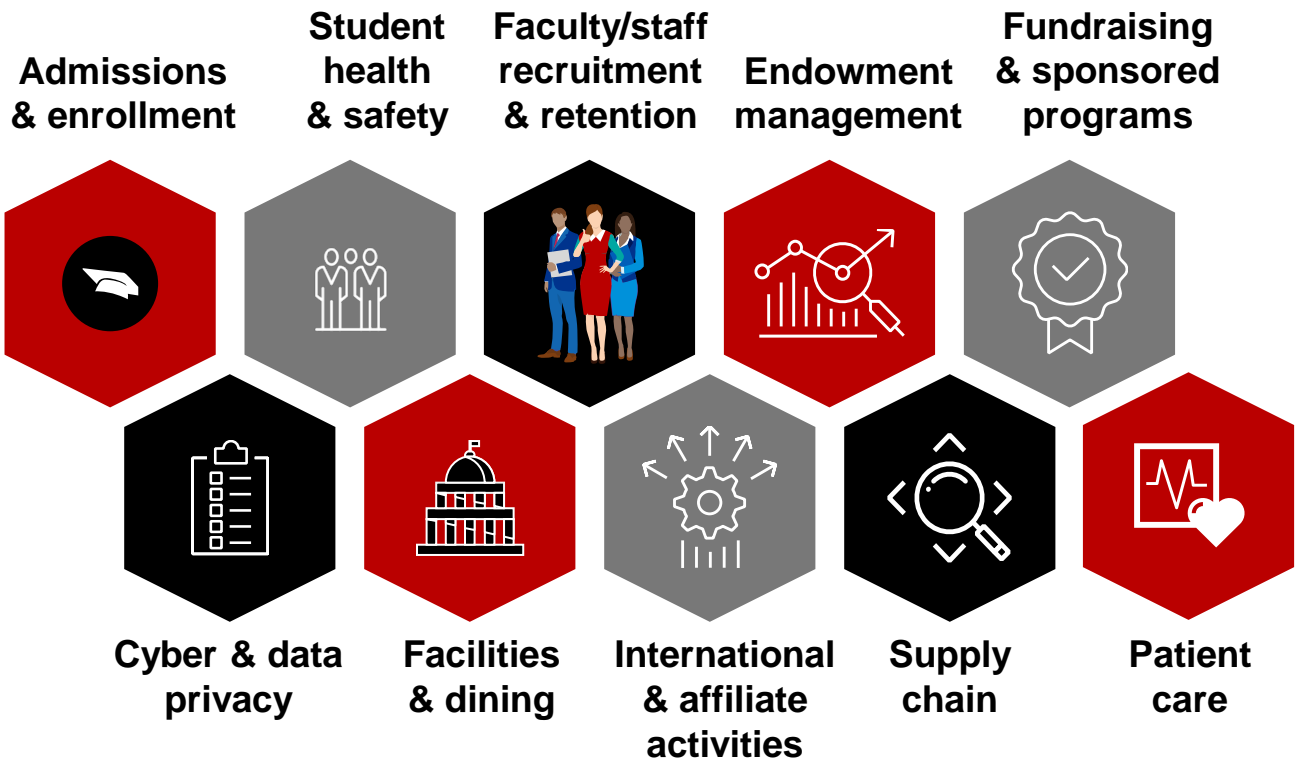 Admissions
& enrollment
Student
health
& safety
Faculty/staff
recruitment
& retention
Endowment
management
Fundraising
& sponsored
programs
Cyber & data
privacy
Facilities
& dining
International
& affiliate
activities
Supply
chain
Patient
care